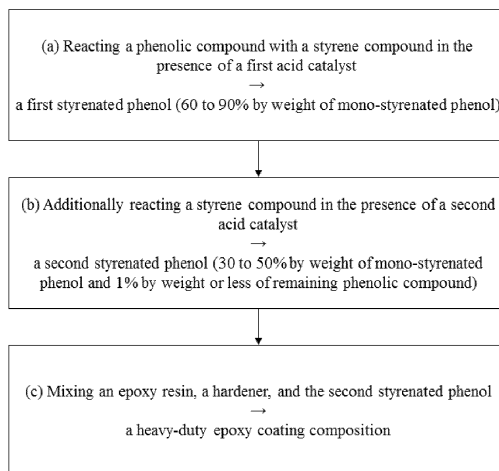 (a) Reacting a phenolic compound with a styrene compound in the
presence of a first acid catalyst
→
a first styrenated phenol (60 to 90% by weight of mono-styrenated phenol)
(b) Additionally reacting a styrene compound in the presence of a second
acid catalyst
→
a second styrenated phenol (30 to 50% by weight of mono-styrenated
phenol and 1% by weight or less of remaining phenolic compound)
(c) Mixing an epoxy resin, a hardener, and the second styrenated phenol
→
a heavy-duty epoxy coating composition